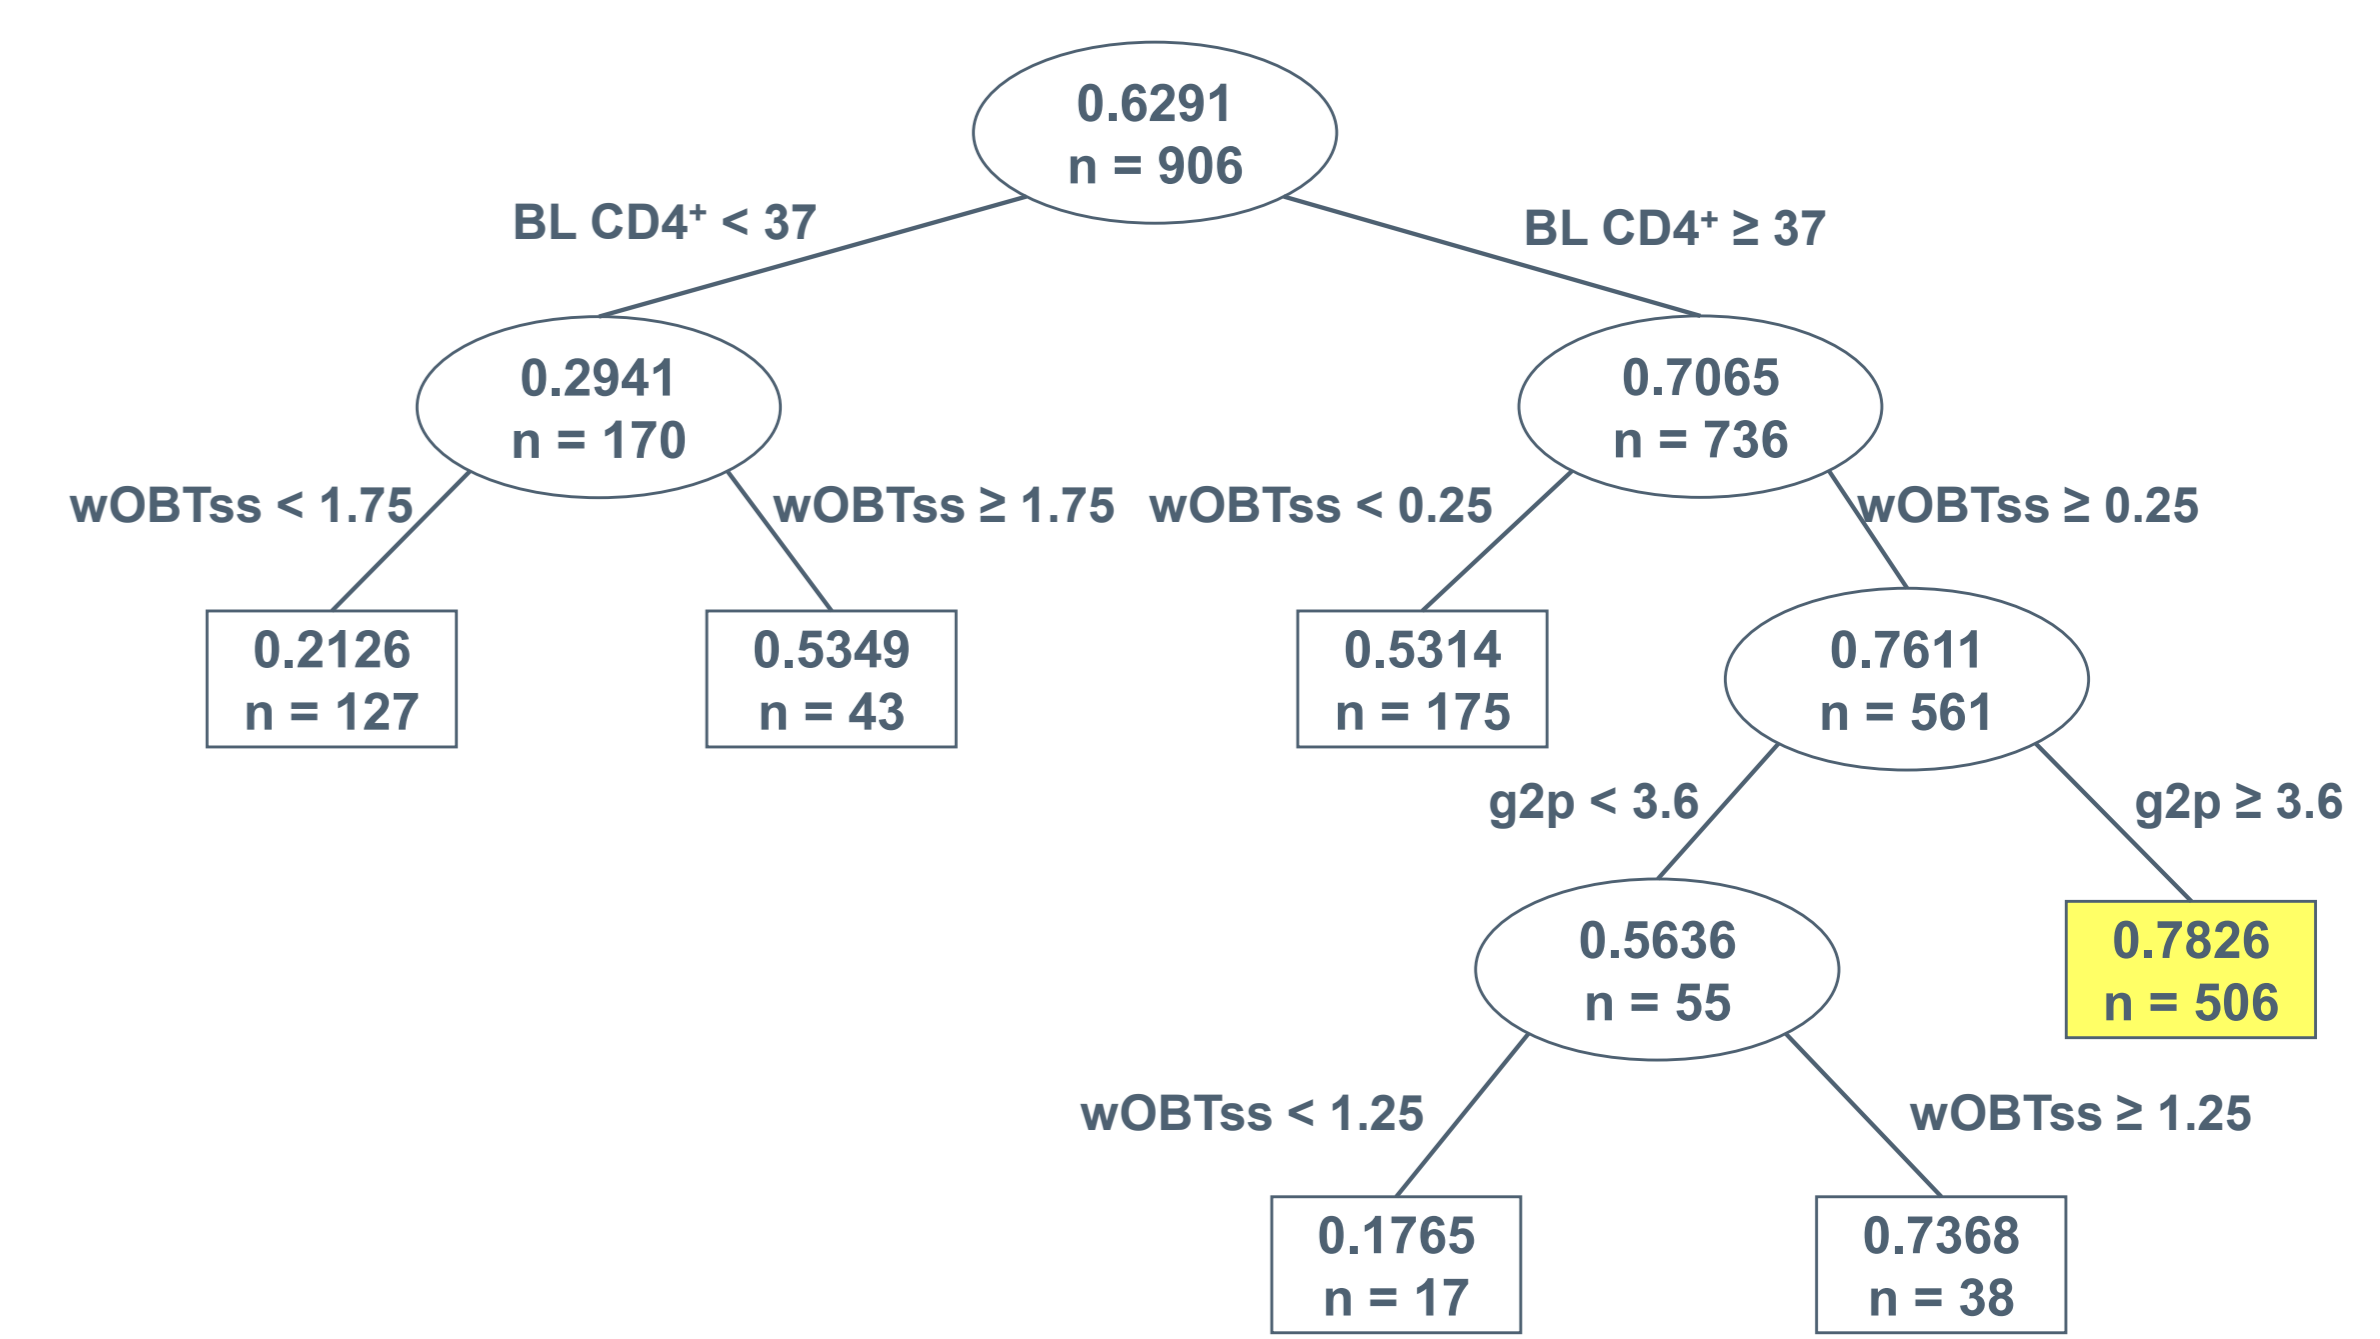 0.6291
n = 906
BL CD4⁺ < 37
BL CD4⁺ ≥ 37
0.2941
n = 170
0.7065
n = 736
wOBTss < 1.75
wOBTss ≥ 1.75
wOBTss < 0.25
wOBTss ≥ 0.25
0.2126
n = 127
0.5349
n = 43
0.5314
n = 175
0.7611
n = 561
g2p < 3.6
g2p ≥ 3.6
0.5636
n = 55
0.7826
n = 506
wOBTss < 1.25
wOBTss ≥ 1.25
0.1765
n = 17
0.7368
n = 38